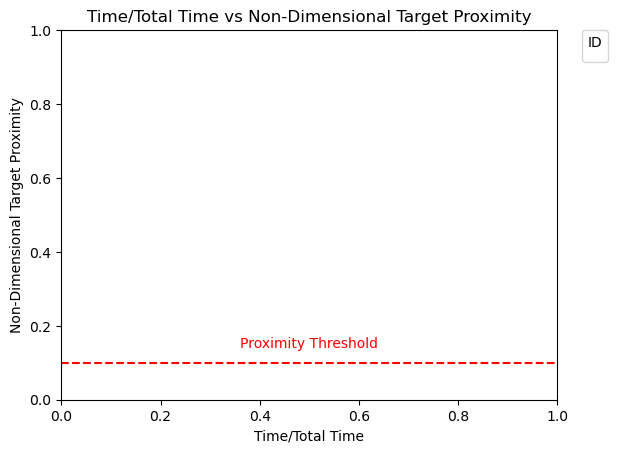 Time/Total Time vs Non-Dimensional Target Proximity
ID
1.0
0.8
0.6
0.4
0.2
0.0
Non-Dimensional Target Proximity
Proximity Threshold
0.0 0.2 0.4 0.6 0.8 1.0
Time/Total Time